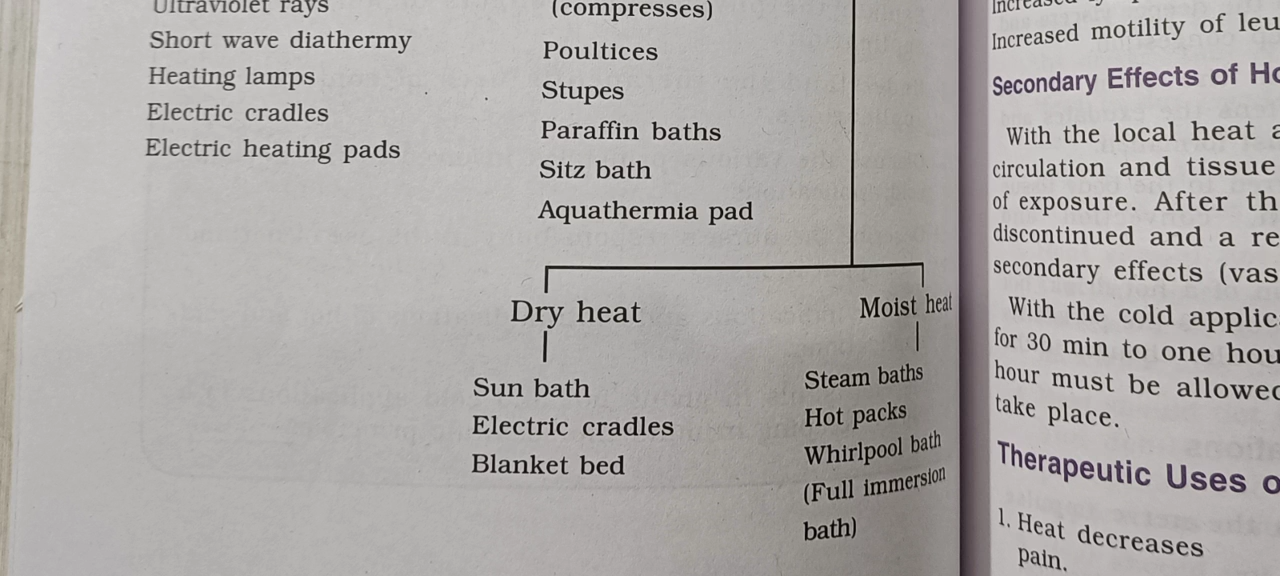 Ultraviolet rays
Short wave diathermy
Heating lamps
Electric cradles
Electric heating pads
(compresses)
Poultices
Stupes
Paraffin baths
Sitz bath
Aquathermia pad
Dry heat
Sun bath
Electric cradles
Blanket bed
Moist heat
Steam baths
Hot packs
Whirlpool bath
(Full immersion
bath)
Increased
Increased motility of leu
Secondary Effects of Ho
With the local heat a
circulation and tissue
of exposure. After th
discontinued and a re
secondary effects (vas
With the cold applic
for 30 min to one hou
hour must be allowed
take place.
Therapeutic Uses o
1. Heat decreases
pain.